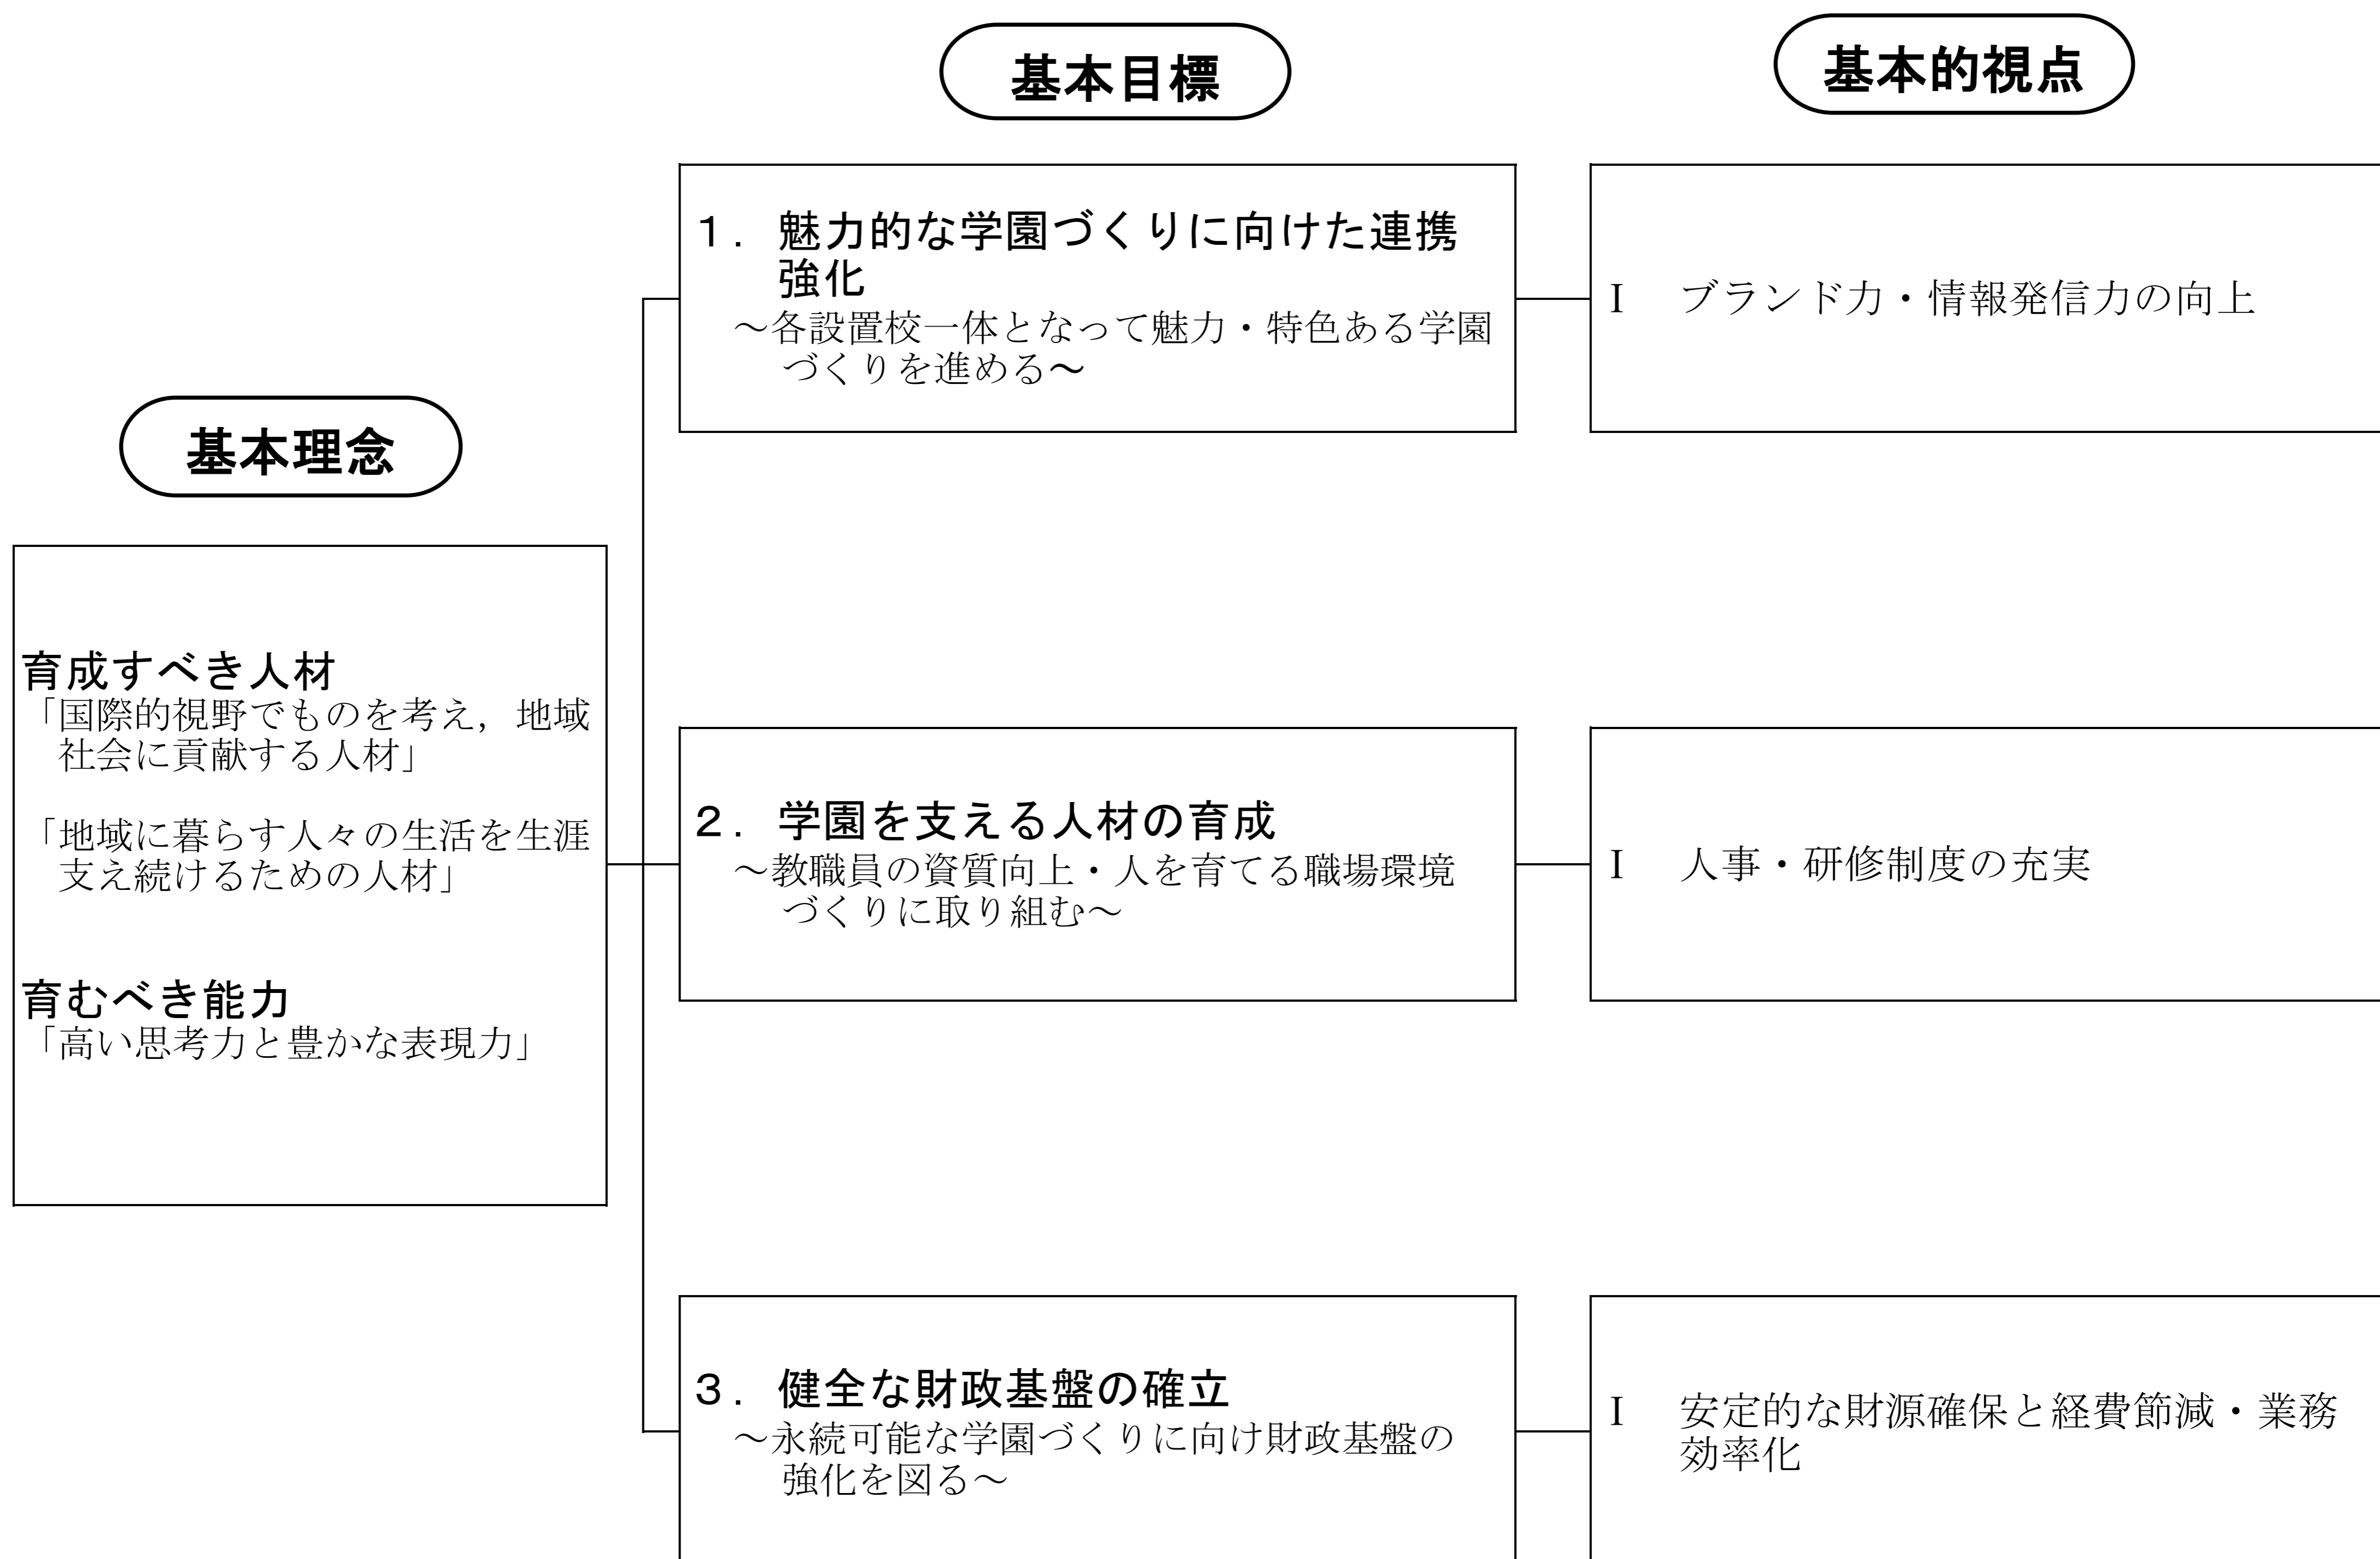 基本目標
基本的視点
１．魅力的な学園づくりに向けた連携
強化
～各設置校一体となって魅力・特色ある学園
づくりを進める～
Ⅰ　ブランド力・情報発信力の向上
基本理念
育成すべき人材
「国際的視野でものを考え，地域
社会に貢献する人材」
「地域に暮らす人々の生活を生涯
支え続けるための人材」
育むべき能力
「高い思考力と豊かな表現力」
２．学園を支える人材の育成
～教職員の資質向上・人を育てる職場環境
づくりに取り組む～
Ⅰ　人事・研修制度の充実
３．健全な財政基盤の確立
～永続可能な学園づくりに向け財政基盤の
強化を図る～
Ⅰ　安定的な財源確保と経費節減・業務
効率化